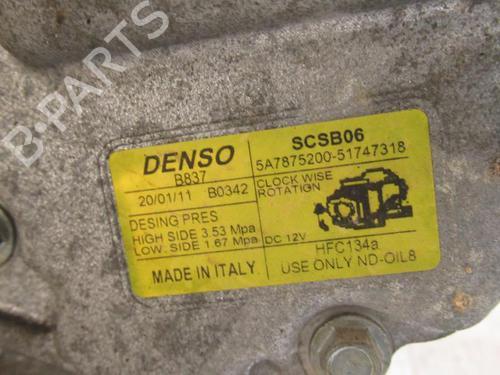 B-PARTS
DENSO
B837
20/01/11 B0342
DESING PRES
HIGH SIDE 3.53 Mpa
LOW. SIDE 1.67 Mpa
MADE IN ITALY
SCSB06
5A7875200-51747318
CLOCK WISE
ROTATION
DC 12V
HFC134a
USE ONLY ND-OIL8